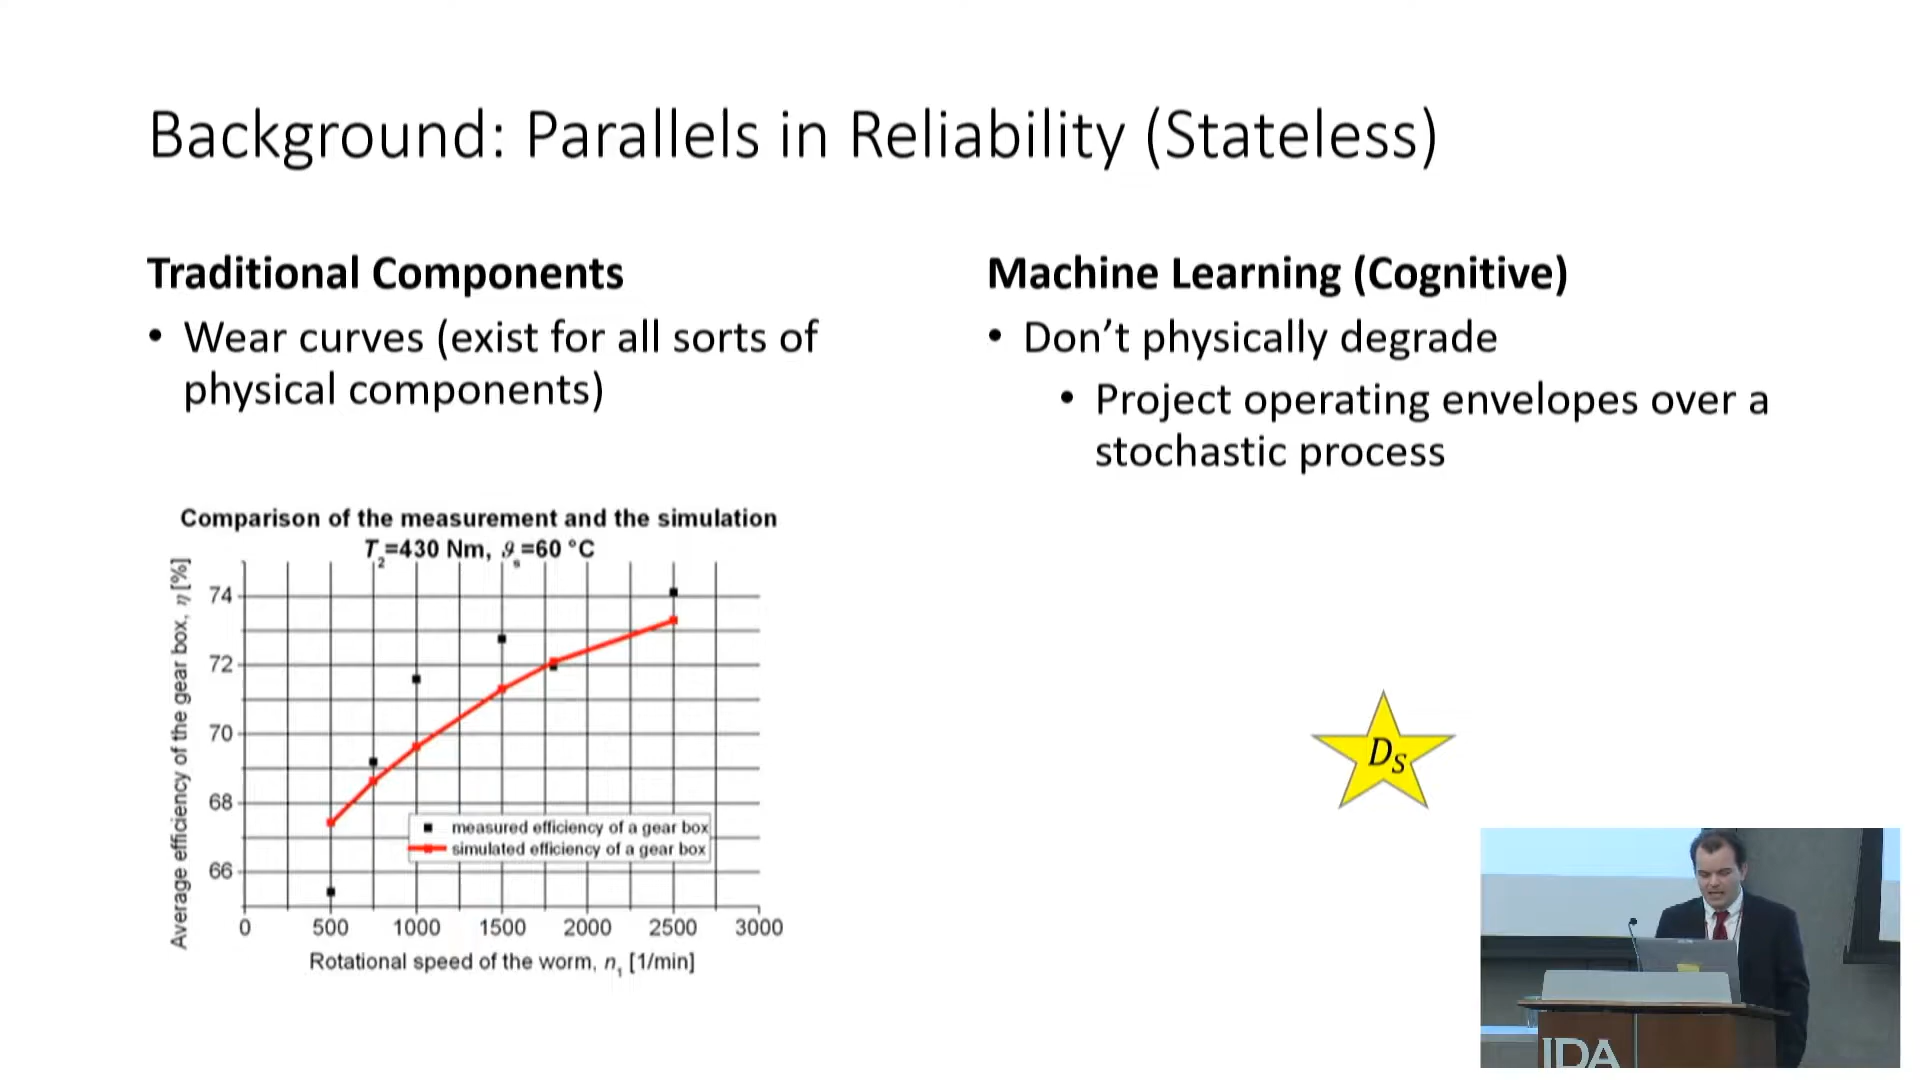 Background: Parallels in Reliability (Stateless)
Traditional Components
• Wear curves (exist for all sorts of
physical components)
Comparison of the measurement and the simulation
T₂=430 Nm, ϑₛ=60 °C
Average efficiency of the gear box, η [%]
74
72
70
68
66
measured efficiency of a gear box
simulated efficiency of a gear box
0 500 1000 1500 2000 2500 3000
Rotational speed of the worm, n₁ [1/min]
Machine Learning (Cognitive)
• Don’t physically degrade
• Project operating envelopes over a
stochastic process
D_S
IDA